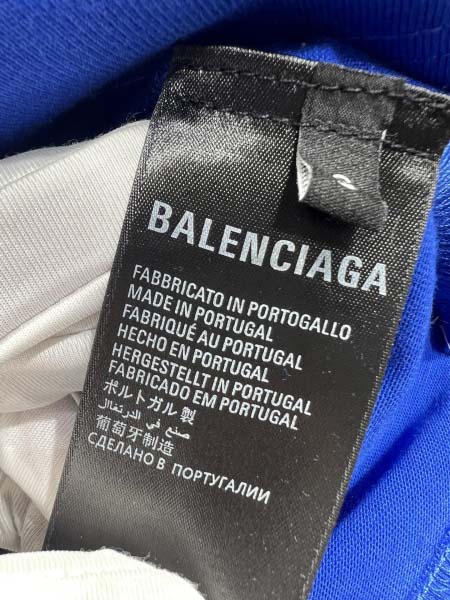 2
BALENCIAGA
FABBRICATO IN PORTOGALLO
MADE IN PORTUGAL
FABRIQUÉ AU PORTUGAL
HECHO EN PORTUGAL
HERGESTELLT IN PORTUGAL
FABRICADO EM PORTUGAL
ポルトガル製
صنع في البرتغال
葡萄牙制造
СДЕЛАНО В ПОРТУГАЛИИ